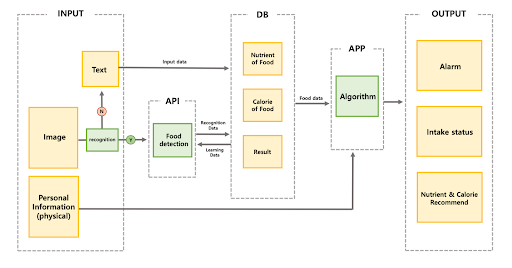 INPUT
DB
OUTPUT
Text
Input data
Nutrient
of Food
APP
Alarm
API
Calorie
of Food
Food data
Algorithm
N
Image
recognition
Y
Food
detection
Recognition
Data
Learning
Data
Result
Intake status
Personal
Information
(physical)
Nutrient & Calorie
Recommend